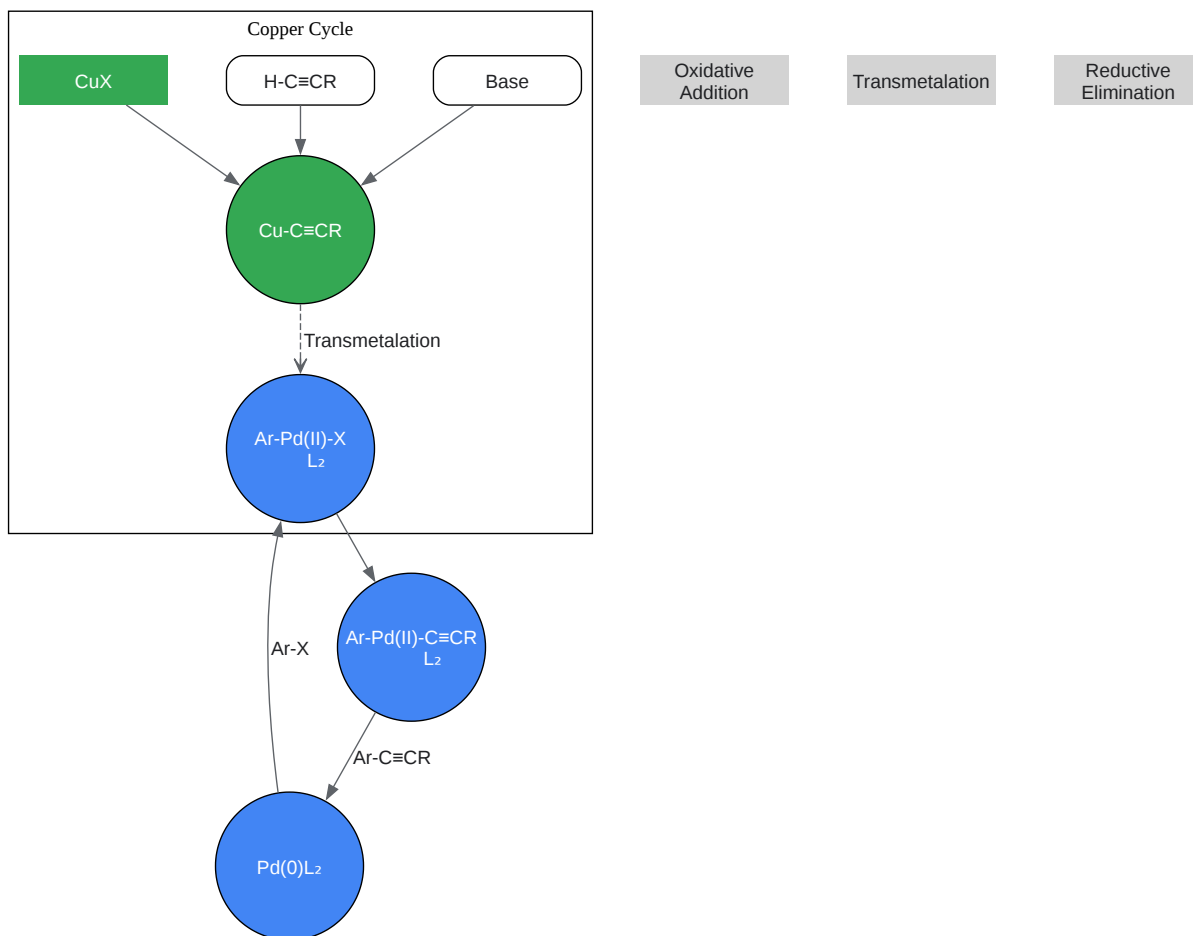 Copper Cycle
CuX
H-C≡CR
Base
Oxidative
Addition
Transmetalation
Reductive
Elimination
Cu-C≡CR
Transmetalation
Ar-Pd(II)-X
L₂
Ar-Pd(II)-C≡CR
L₂
Ar-X
Ar-C≡CR
Pd(0)L₂